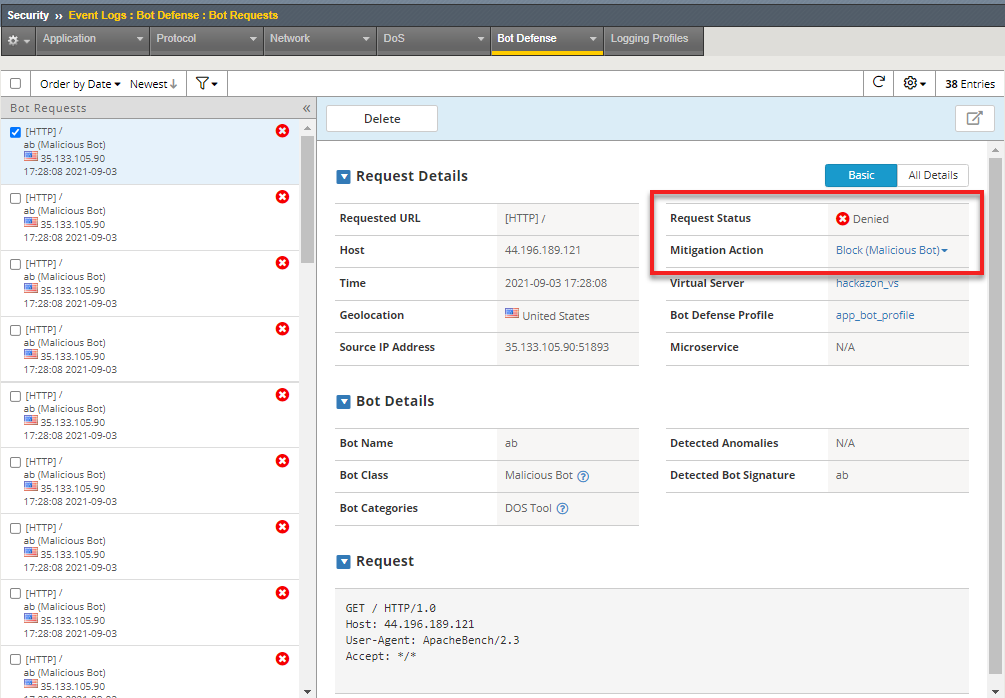 Security ›› Event Logs : Bot Defense : Bot Requests
Application Protocol Network DoS Bot Defense Logging Profiles
Order by Date Newest 38 Entries
Bot Requests «
[HTTP] /
ab (Malicious Bot)
35.133.105.90
17:28:08 2021-09-03
[HTTP] /
ab (Malicious Bot)
35.133.105.90
17:28:08 2021-09-03
[HTTP] /
ab (Malicious Bot)
35.133.105.90
17:28:08 2021-09-03
[HTTP] /
ab (Malicious Bot)
35.133.105.90
17:28:08 2021-09-03
[HTTP] /
ab (Malicious Bot)
35.133.105.90
17:28:08 2021-09-03
[HTTP] /
ab (Malicious Bot)
35.133.105.90
17:28:08 2021-09-03
[HTTP] /
ab (Malicious Bot)
35.133.105.90
17:28:08 2021-09-03
[HTTP] /
ab (Malicious Bot)
35.133.105.90
17:28:08 2021-09-03
[HTTP] /
ab (Malicious Bot)
35.133.105.90
Delete
Request Details Basic All Details
Requested URL [HTTP] /
Host 44.196.189.121
Time 2021-09-03 17:28:08
Geolocation United States
Source IP Address 35.133.105.90:51893
Request Status Denied
Mitigation Action Block (Malicious Bot)
Virtual Server hackazon_vs
Bot Defense Profile app_bot_profile
Microservice N/A
Bot Details
Bot Name ab
Bot Class Malicious Bot ?
Bot Categories DOS Tool ?
Detected Anomalies N/A
Detected Bot Signature ab
Request
GET / HTTP/1.0
Host: 44.196.189.121
User-Agent: ApacheBench/2.3
Accept: */*